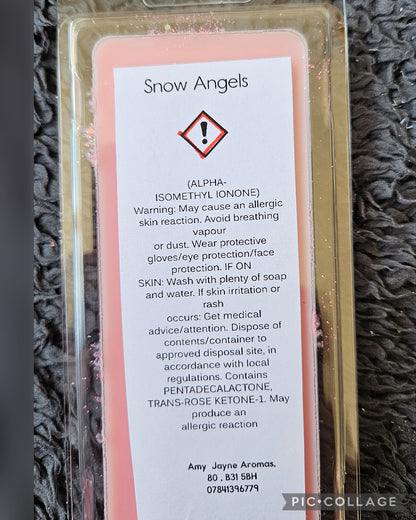 Snow Angels
(ALPHA-
ISOMETHYL IONONE)
Warning: May cause an allergic
skin reaction. Avoid breathing
vapour
or dust. Wear protective
gloves/eye protection/face
protection. IF ON
SKIN: Wash with plenty of soap
and water. If skin irritation or
rash
occurs: Get medical
advice/attention. Dispose of
contents/container to
approved disposal site, in
accordance with local
regulations. Contains
PENTADECALACTONE,
TRANS-ROSE KETONE-1. May
produce an
allergic reaction
Amy Jayne Aromas,
80 , B31 5BH
07841396779
PIC•COLLAGE